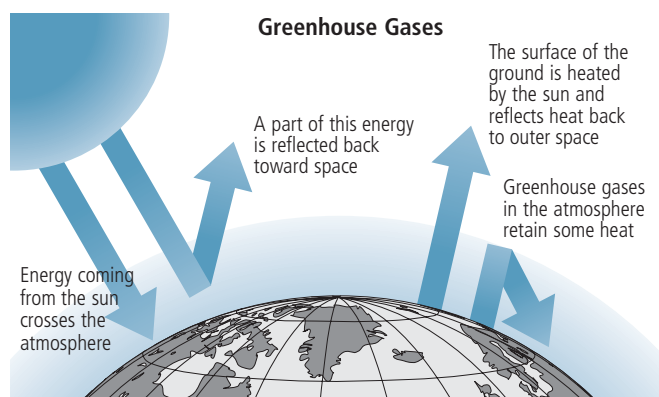 Greenhouse Gases
The surface of the
ground is heated
by the sun and
reflects heat back
to outer space
A part of this energy
is reflected back
toward space
Greenhouse gases
in the atmosphere
retain some heat
Energy coming
from the sun
crosses the
atmosphere